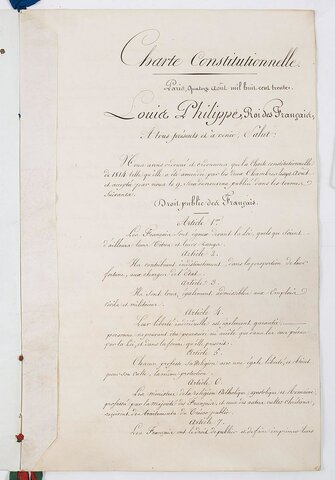 Charte Constitutionnelle.
Paris, quatorze août mil huit cent trente.
Louis Philippe, Roi des Français,
A tous présents et à venir, Salut:
Nous avons ordonné et ordonnons que la Charte constitutionnelle
de 1814 telle qu'elle a été amendée par les deux Chambres le sept Août
et acceptée par nous le 9, sera de nouveau publiée dans les termes
suivants:
Droit public des Français.
Article 1er
Les Français sont égaux devant la loi, quels que soient
d'ailleurs leurs titres et leurs rangs.
Article 2.
Ils contribuent indistinctement, dans la proportion de leur
fortune, aux charges de l'état.
Article 3.
Ils sont tous également admissibles aux Emplois
civils et militaires.
Article 4.
Leur liberté individuelle est également garantie,
personne ne pouvant être poursuivi ni arrêté que dans les cas prévus
par la loi, et dans la forme qu'elle prescrit.
Article 5.
Chacun professe sa Religion avec une égale liberté, et obtient
pour son culte, la même protection.
Article 6.
Les Ministres de la religion Catholique, apostolique et Romaine,
professée par la majorité des Français, et ceux des autres cultes chrétiens,
reçoivent des traitements du Trésor public.
Article 7.
Les Français ont le droit de publier et de faire imprimer leurs